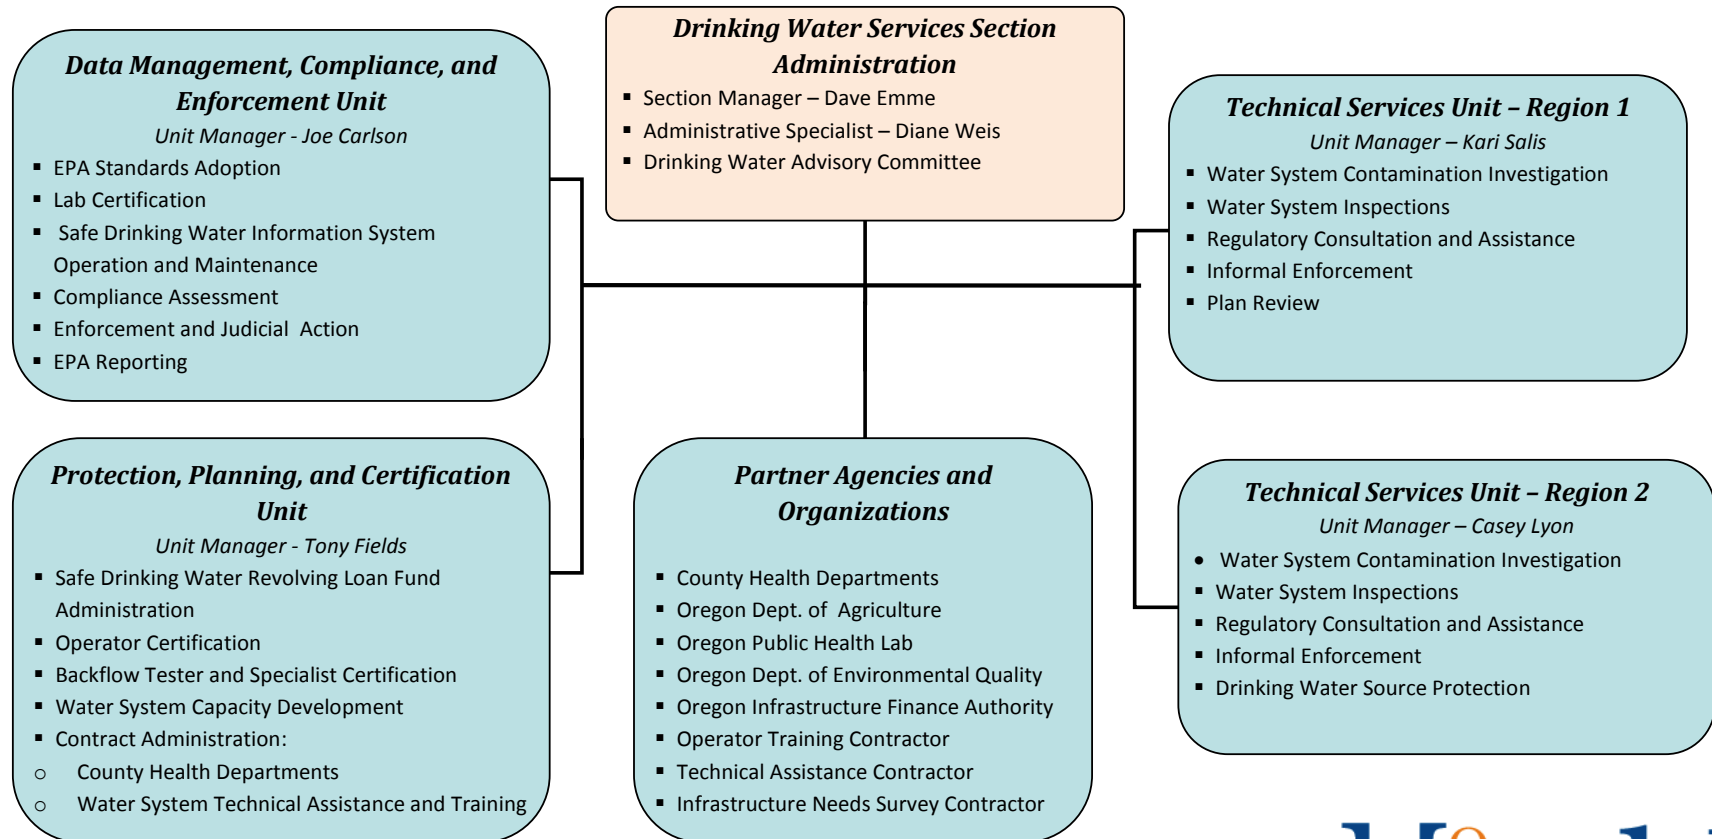 Drinking Water Services Section
Administration
▪ Section Manager – Dave Emme
▪ Administrative Specialist – Diane Weis
▪ Drinking Water Advisory Committee
Data Management, Compliance, and
Enforcement Unit
Unit Manager - Joe Carlson
▪ EPA Standards Adoption
▪ Lab Certification
▪ Safe Drinking Water Information System
Operation and Maintenance
▪ Compliance Assessment
▪ Enforcement and Judicial Action
▪ EPA Reporting
Technical Services Unit – Region 1
Unit Manager – Kari Salis
▪ Water System Contamination Investigation
▪ Water System Inspections
▪ Regulatory Consultation and Assistance
▪ Informal Enforcement
▪ Plan Review
Protection, Planning, and Certification
Unit
Unit Manager - Tony Fields
▪ Safe Drinking Water Revolving Loan Fund
Administration
▪ Operator Certification
▪ Backflow Tester and Specialist Certification
▪ Water System Capacity Development
▪ Contract Administration:
o County Health Departments
o Water System Technical Assistance and Training
Partner Agencies and
Organizations
▪ County Health Departments
▪ Oregon Dept. of Agriculture
▪ Oregon Public Health Lab
▪ Oregon Dept. of Environmental Quality
▪ Oregon Infrastructure Finance Authority
▪ Operator Training Contractor
▪ Technical Assistance Contractor
▪ Infrastructure Needs Survey Contractor
Technical Services Unit – Region 2
Unit Manager – Casey Lyon
• Water System Contamination Investigation
▪ Water System Inspections
▪ Regulatory Consultation and Assistance
▪ Informal Enforcement
▪ Drinking Water Source Protection